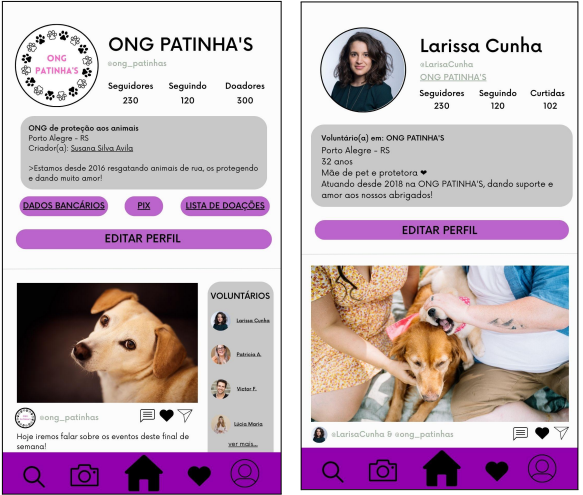 ONG
PATINHA'S
ONG PATINHA'S
@ong_patinhas
Seguidores Seguindo Doadores
230 120 300
ONG de proteção aos animais
Porto Alegre - RS
Criador(a): Susana Silva Avila
>Estamos desde 2016 resgatando animais de rua, os protegendo
e dando muito amor!
DADOS BANCÁRIOS PIX LISTA DE DOAÇÕES
EDITAR PERFIL
VOLUNTÁRIOS
Larissa Cunha
Patricia A.
Victor F.
Lúcia Maria
ver mais...
@ong_patinhas
Hoje iremos falar sobre os eventos deste final de
semana!
Larissa Cunha
@LarisaCunha
ONG PATINHA'S
Seguidores Seguindo Curtidas
230 120 102
Voluntário(a) em: ONG PATINHA'S
Porto Alegre - RS
32 anos
Mãe de pet e protetora ❤
Atuando desde 2018 na ONG PATINHA'S, dando suporte e
amor aos nossos abrigados!
EDITAR PERFIL
@LarisaCunha & @ong_patinhas